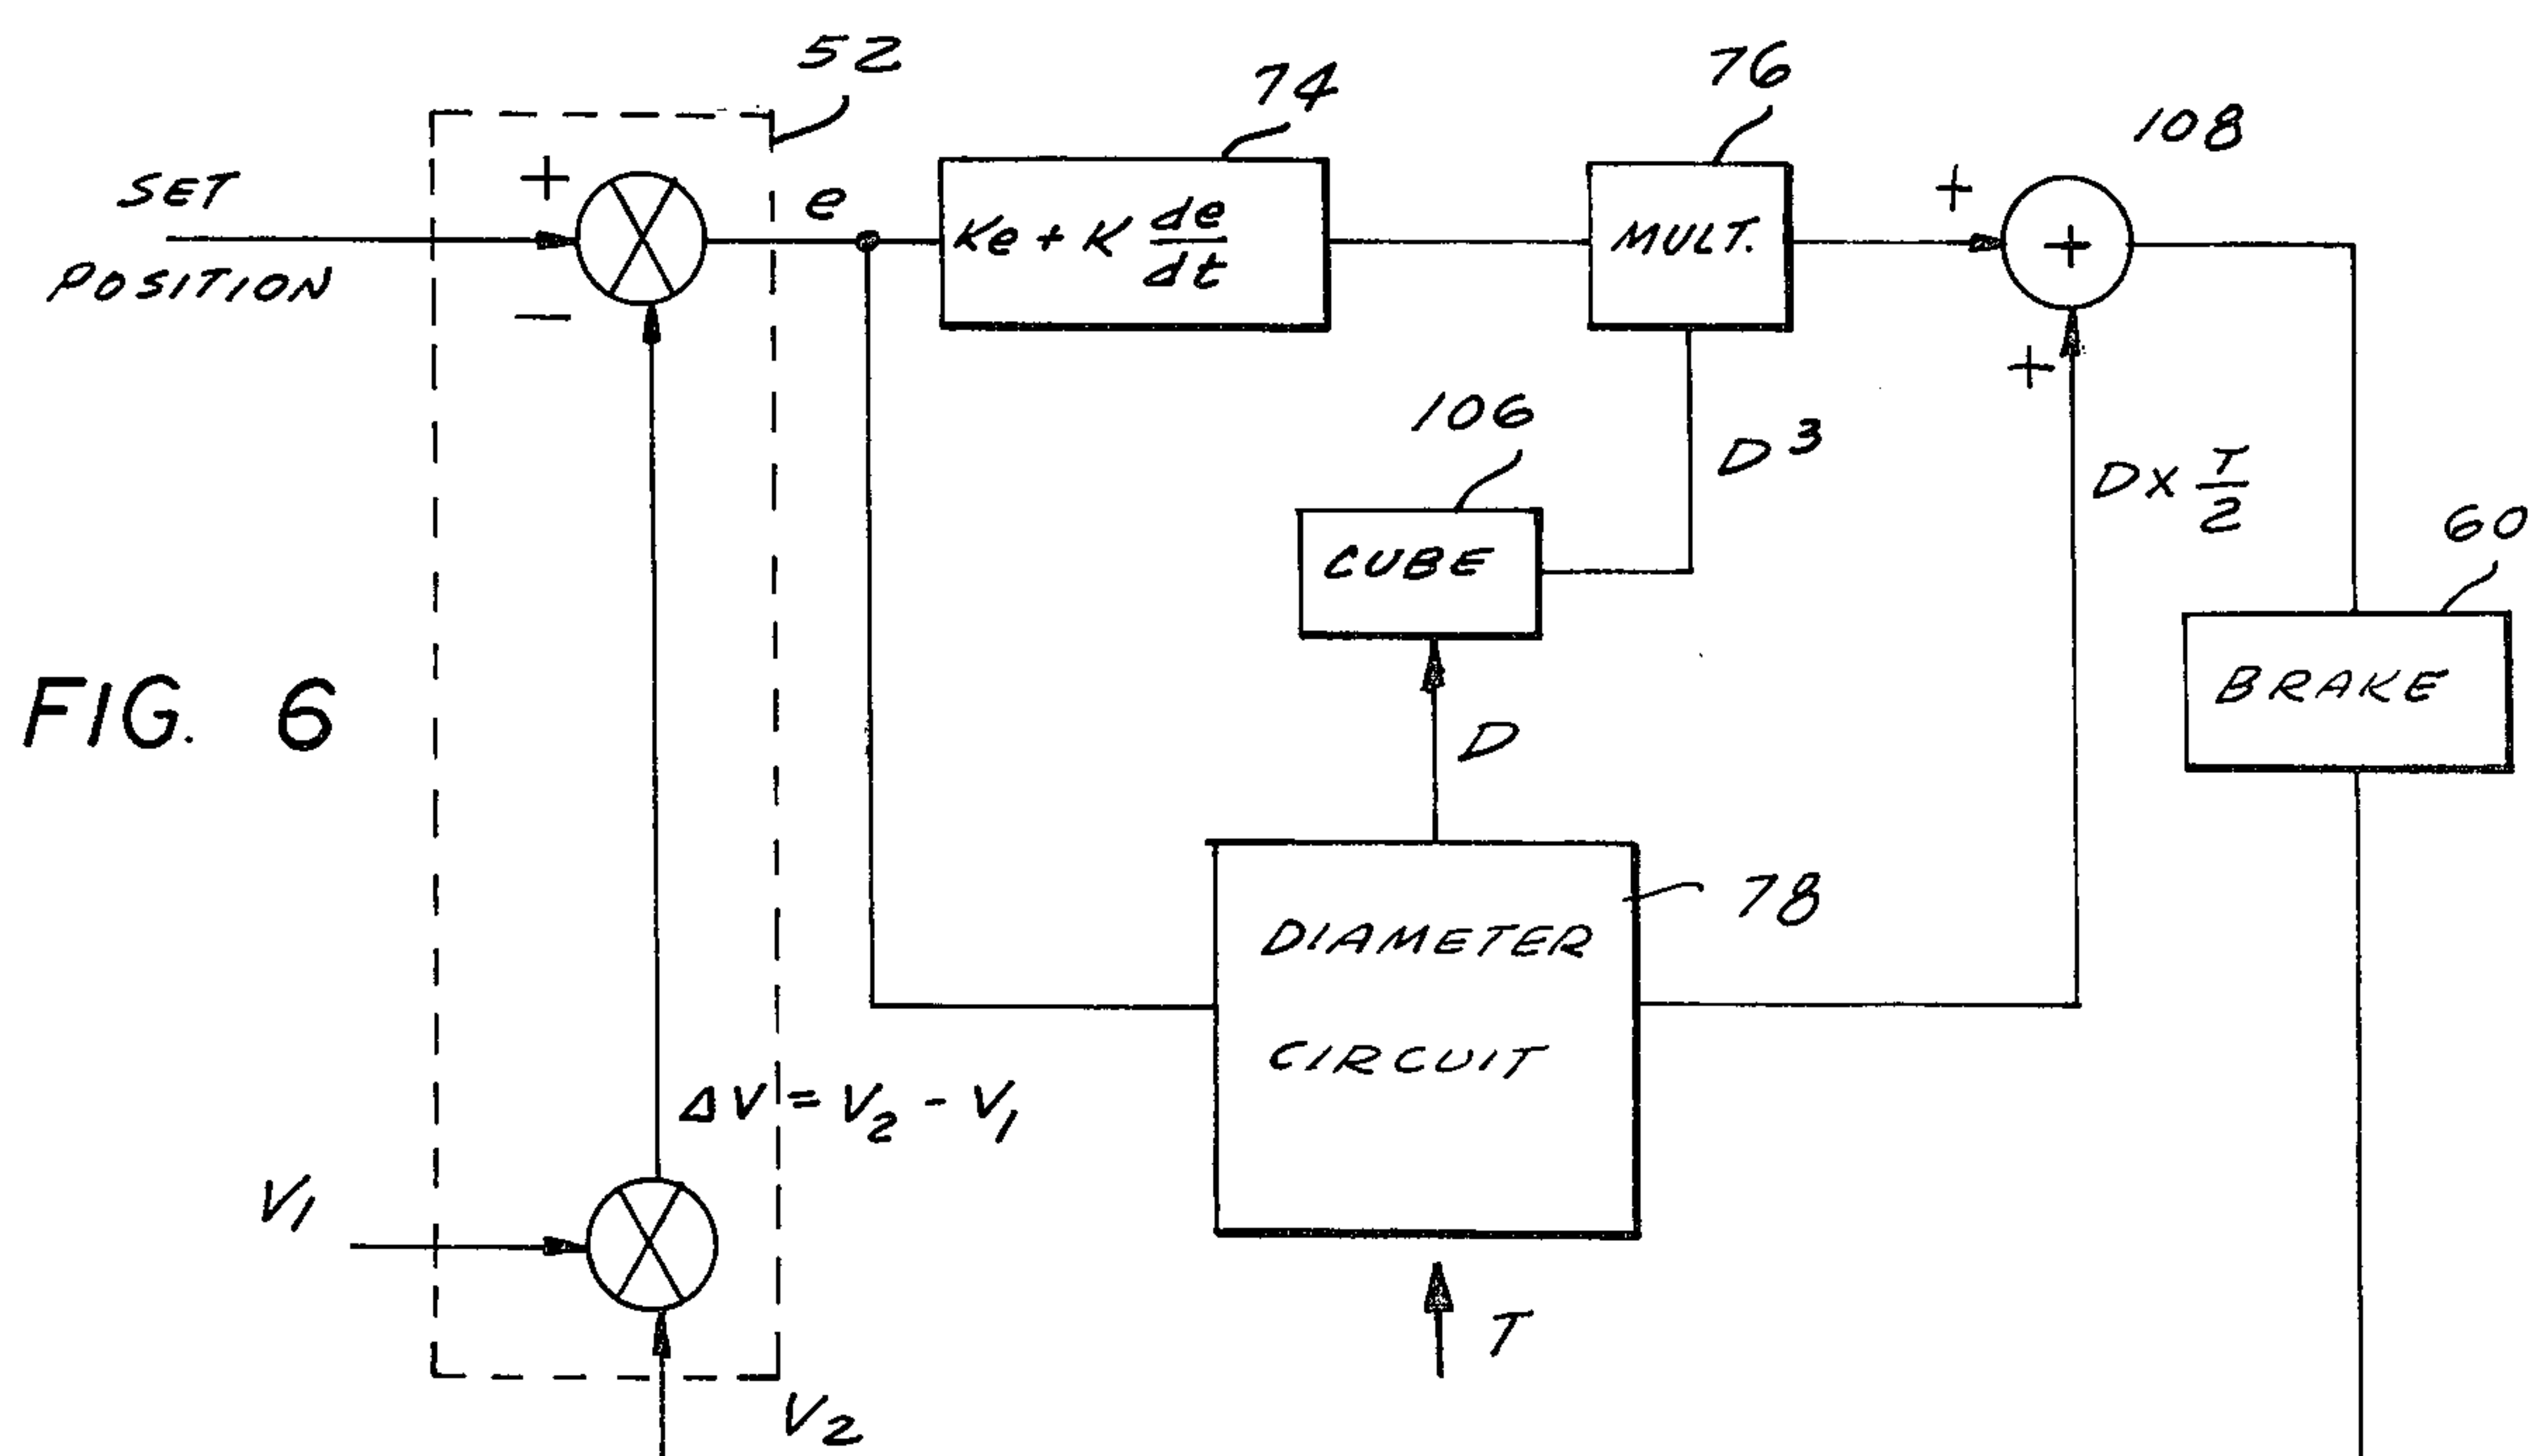 52
74
76
108
SET
POSITION
+
−
e
Ke + K de/dt
MULT.
+
+
+
106
D³
D x T/2
60
CUBE
BRAKE
FIG. 6
D
78
DIAMETER
CIRCUIT
ΔV = V₂ - V₁
V₁
T
V₂